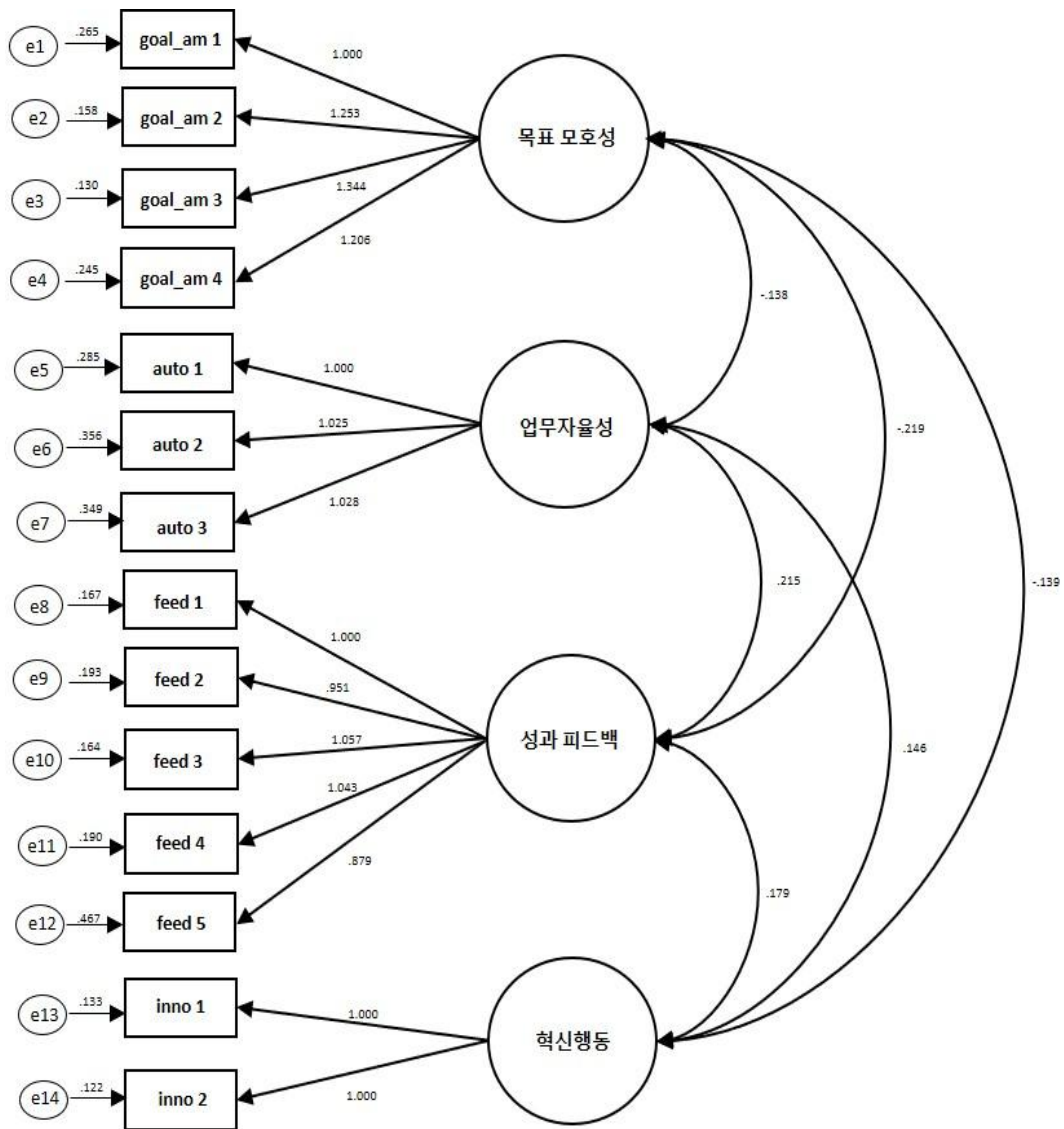 e1 .265 goal_am 1 1.000
e2 .158 goal_am 2 1.253
e3 .130 goal_am 3 1.344
e4 .245 goal_am 4 1.206
목표 모호성
e5 .285 auto 1 1.000
e6 .356 auto 2 1.025
e7 .349 auto 3 1.028
업무자율성
e8 .167 feed 1 1.000
e9 .193 feed 2 .951
e10 .164 feed 3 1.057
e11 .190 feed 4 1.043
e12 .467 feed 5 .879
성과 피드백
e13 .133 inno 1 1.000
e14 .122 inno 2 1.000
혁신행동
-.138
-.219
-.139
.215
.146
.179